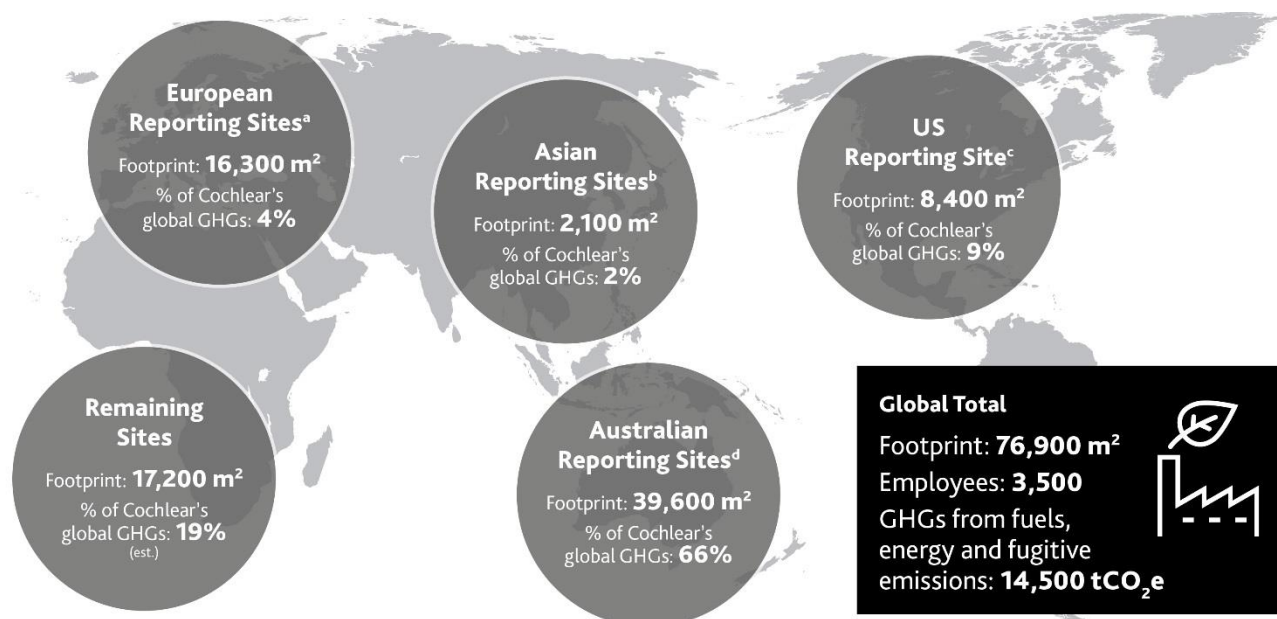 European
Reporting Sitesᵃ
Footprint: 16,300 m²
% of Cochlear’s
global GHGs: 4%
Asian
Reporting Sitesᵇ
Footprint: 2,100 m²
% of Cochlear’s
global GHGs: 2%
US
Reporting Siteᶜ
Footprint: 8,400 m²
% of Cochlear’s
global GHGs: 9%
Remaining
Sites
Footprint: 17,200 m²
% of Cochlear’s
global GHGs: 19%
(est.)
Australian
Reporting Sitesᵈ
Footprint: 39,600 m²
% of Cochlear’s
global GHGs: 66%
Global Total
Footprint: 76,900 m²
Employees: 3,500
GHGs from fuels,
energy and fugitive
emissions: 14,500 tCO₂e